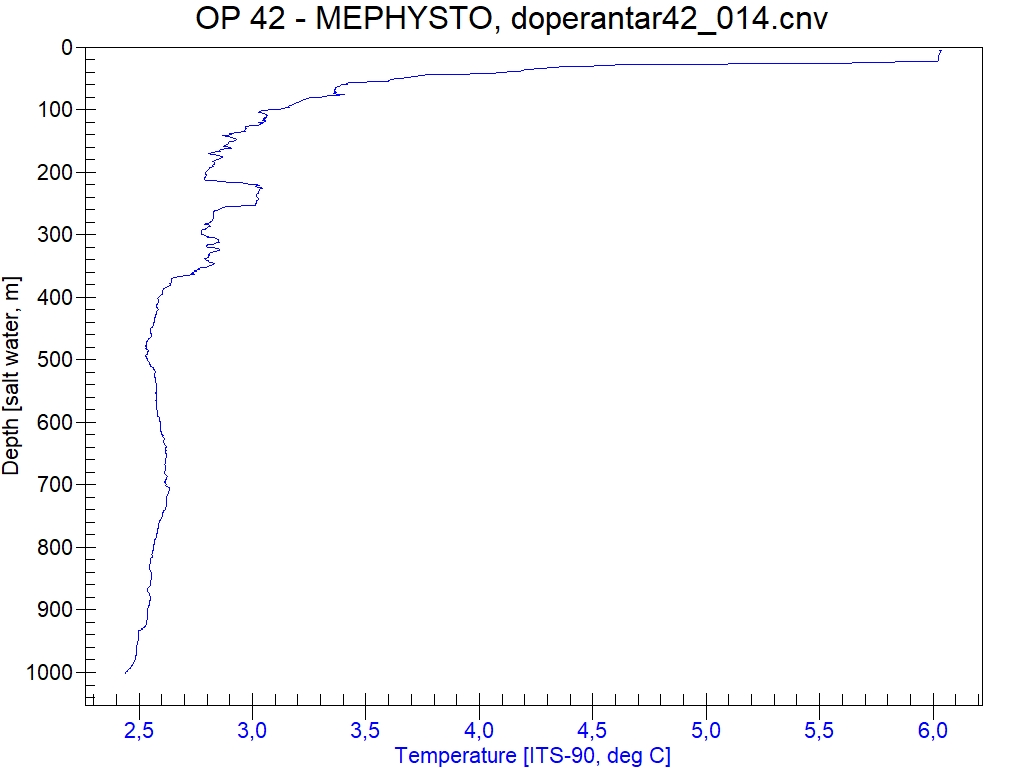 OP 42 - MEPHYSTO, doperantar42_014.cnv
0
100
200
300
400
500
600
700
800
900
1000
Depth [salt water, m]
2,5 3,0 3,5 4,0 4,5 5,0 5,5 6,0
Temperature [ITS-90, deg C]